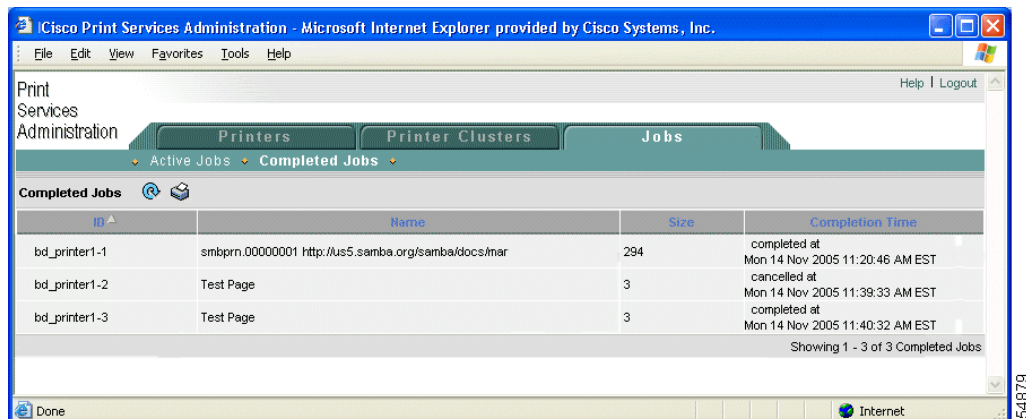 Cisco Print Services Administration - Microsoft Internet Explorer provided by Cisco Systems, Inc.
File Edit View Favorites Tools Help
Help | Logout
Print
Services
Administration
Printers Printer Clusters Jobs
Active Jobs Completed Jobs
Completed Jobs
ID Name Size Completion Time
bd_printer1-1 smbprn.00000001 http://us5.samba.org/samba/docs/mar 294 completed at
Mon 14 Nov 2005 11:20:46 AM EST
bd_printer1-2 Test Page 3 cancelled at
Mon 14 Nov 2005 11:39:33 AM EST
bd_printer1-3 Test Page 3 completed at
Mon 14 Nov 2005 11:40:32 AM EST
Showing 1 - 3 of 3 Completed Jobs
Done Internet